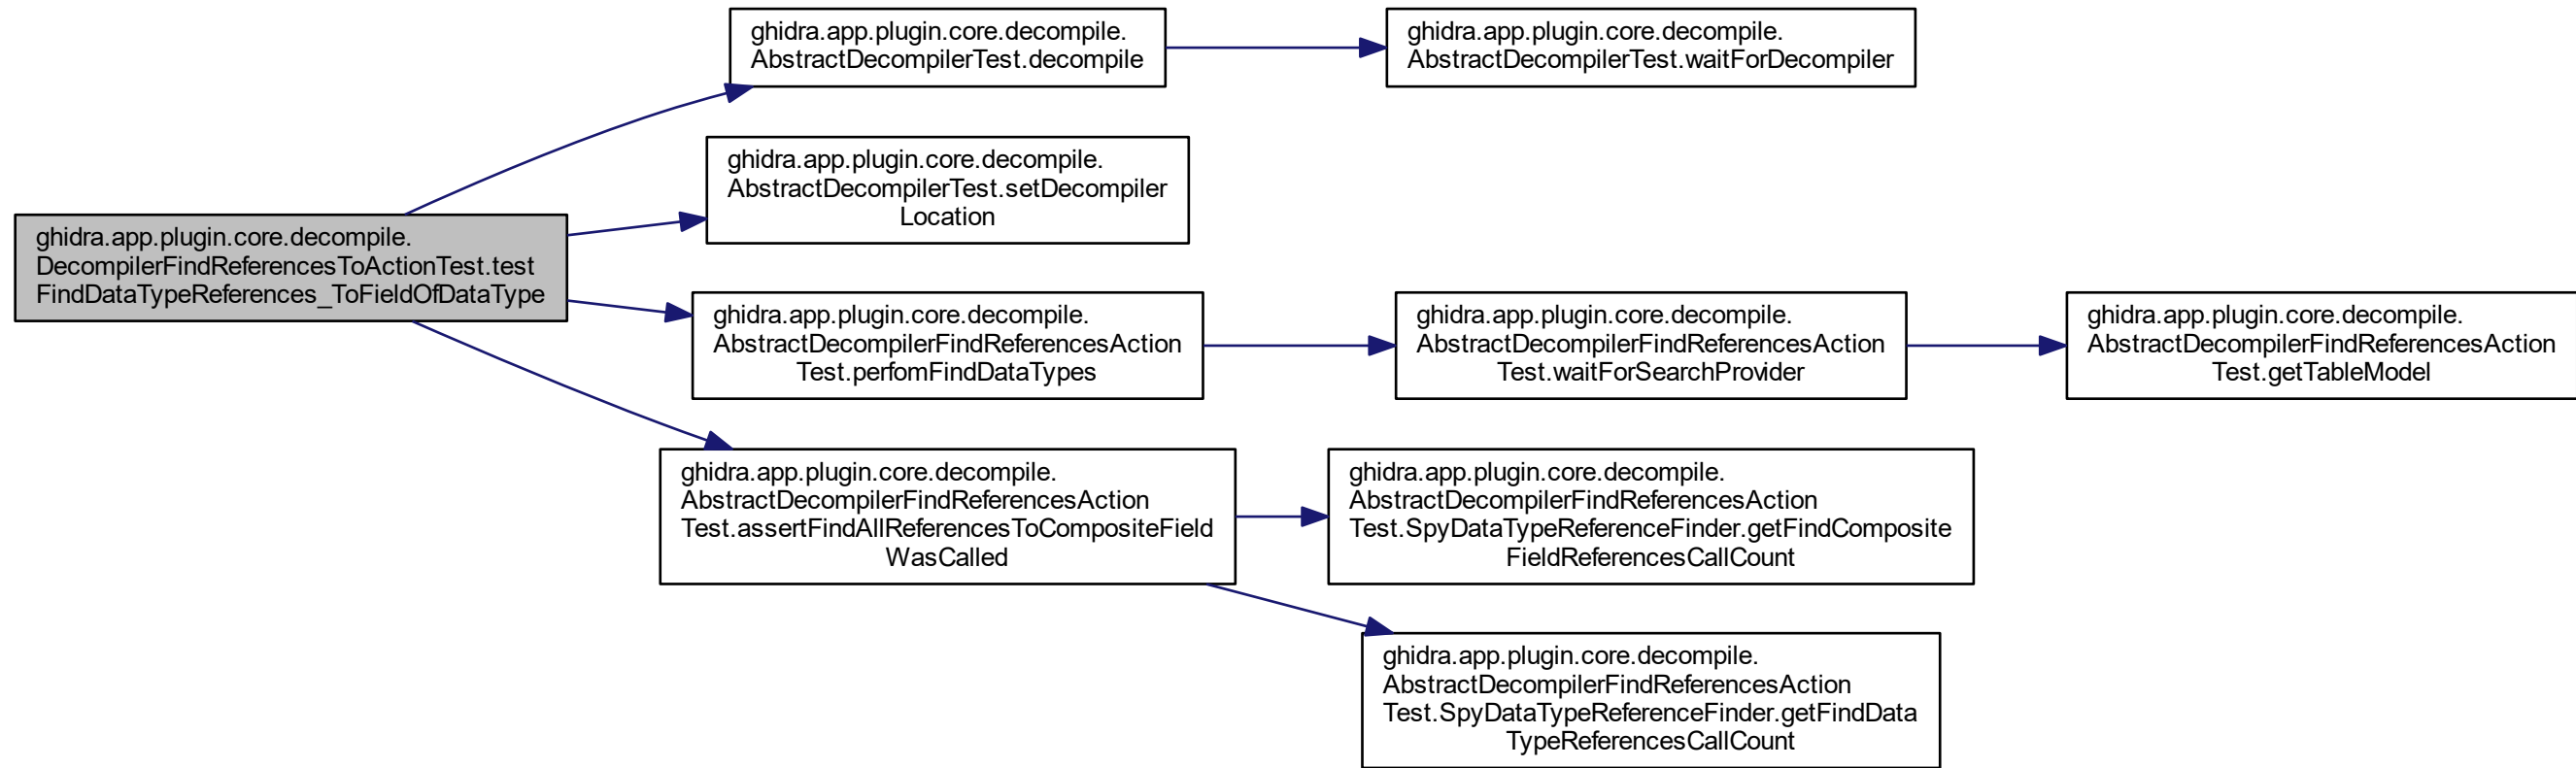 ghidra.app.plugin.core.decompile.
AbstractDecompilerTest.decompile
ghidra.app.plugin.core.decompile.
AbstractDecompilerTest.waitForDecompiler
ghidra.app.plugin.core.decompile.
AbstractDecompilerTest.setDecompiler
Location
ghidra.app.plugin.core.decompile.
DecompilerFindReferencesToActionTest.test
FindDataTypeReferences_ToFieldOfDataType
ghidra.app.plugin.core.decompile.
AbstractDecompilerFindReferencesAction
Test.perfomFindDataTypes
ghidra.app.plugin.core.decompile.
AbstractDecompilerFindReferencesAction
Test.waitForSearchProvider
ghidra.app.plugin.core.decompile.
AbstractDecompilerFindReferencesAction
Test.getTableModel
ghidra.app.plugin.core.decompile.
AbstractDecompilerFindReferencesAction
Test.assertFindAllReferencesToCompositeField
WasCalled
ghidra.app.plugin.core.decompile.
AbstractDecompilerFindReferencesAction
Test.SpyDataTypeReferenceFinder.getFindComposite
FieldReferencesCallCount
ghidra.app.plugin.core.decompile.
AbstractDecompilerFindReferencesAction
Test.SpyDataTypeReferenceFinder.getFindData
TypeReferencesCallCount